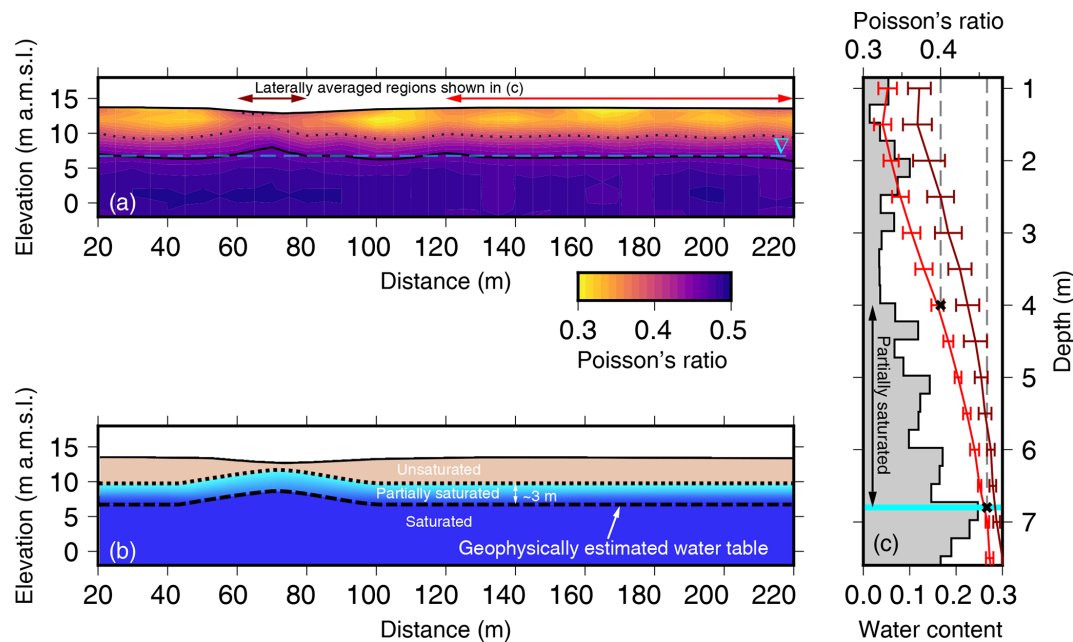 Elevation (m a.m.s.l.)
15
10
5
0
Laterally averaged regions shown in (c)
(a)
20 40 60 80 100 120 140 160 180 200 220
Distance (m)
0.3 0.4 0.5
Poisson's ratio
Elevation (m a.m.s.l.)
15
10
5
0
Unsaturated
Partially saturated
~3 m
Saturated
Geophysically estimated water table
(b)
20 40 60 80 100 120 140 160 180 200 220
Distance (m)
Poisson's ratio
0.3 0.4
1
2
3
4
5
6
7
Depth (m)
Partially saturated
(c)
0.0 0.1 0.2 0.3
Water content